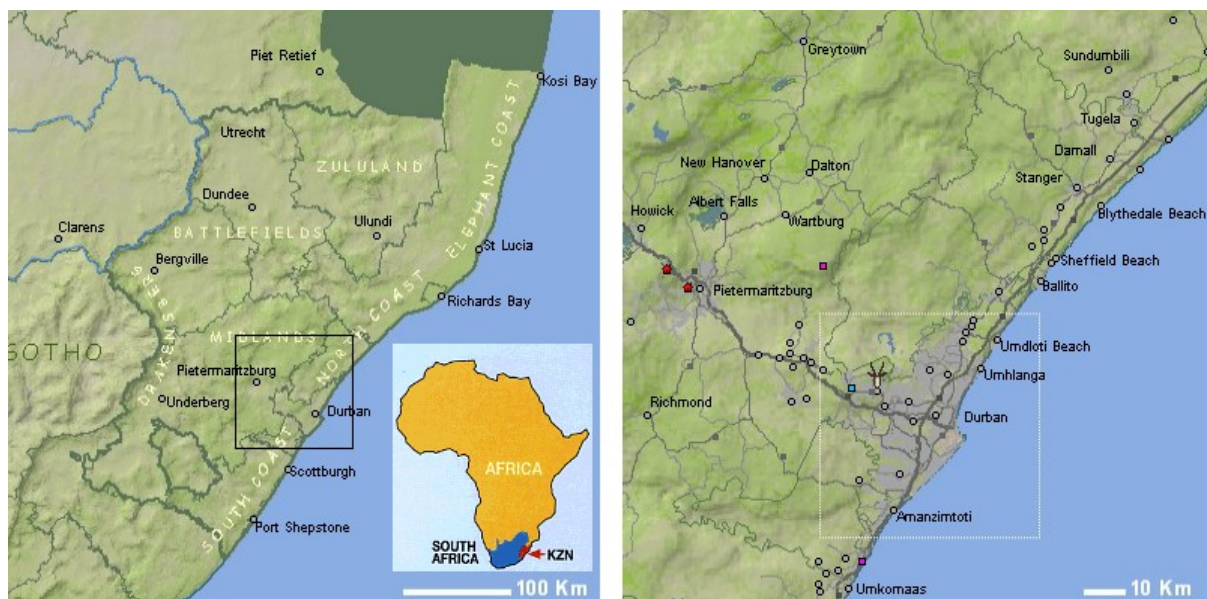 Piet Retief
Kosi Bay
Utrecht
ZULULAND
ELEPHANT COAST
Dundee
Clarens
BATTLEFIELDS
Ulundi
St Lucia
Bergville
Richards Bay
DRAKENSBERG
MIDLANDS
NORTH COAST
SOTHO
Pietermaritzburg
Underberg
Durban
SOUTH COAST
Scottburgh
Port Shepstone
AFRICA
SOUTH
AFRICA
KZN
100 Km
Greytown
Sundumbili
Tugela
New Hanover
Dalton
Darnall
Stanger
Howick
Albert Falls
Wartburg
Blythedale Beach
Sheffield Beach
Ballito
Pietermaritzburg
Umdloti Beach
Umhlanga
Richmond
Durban
Amanzimtoti
Umkomaas
10 Km